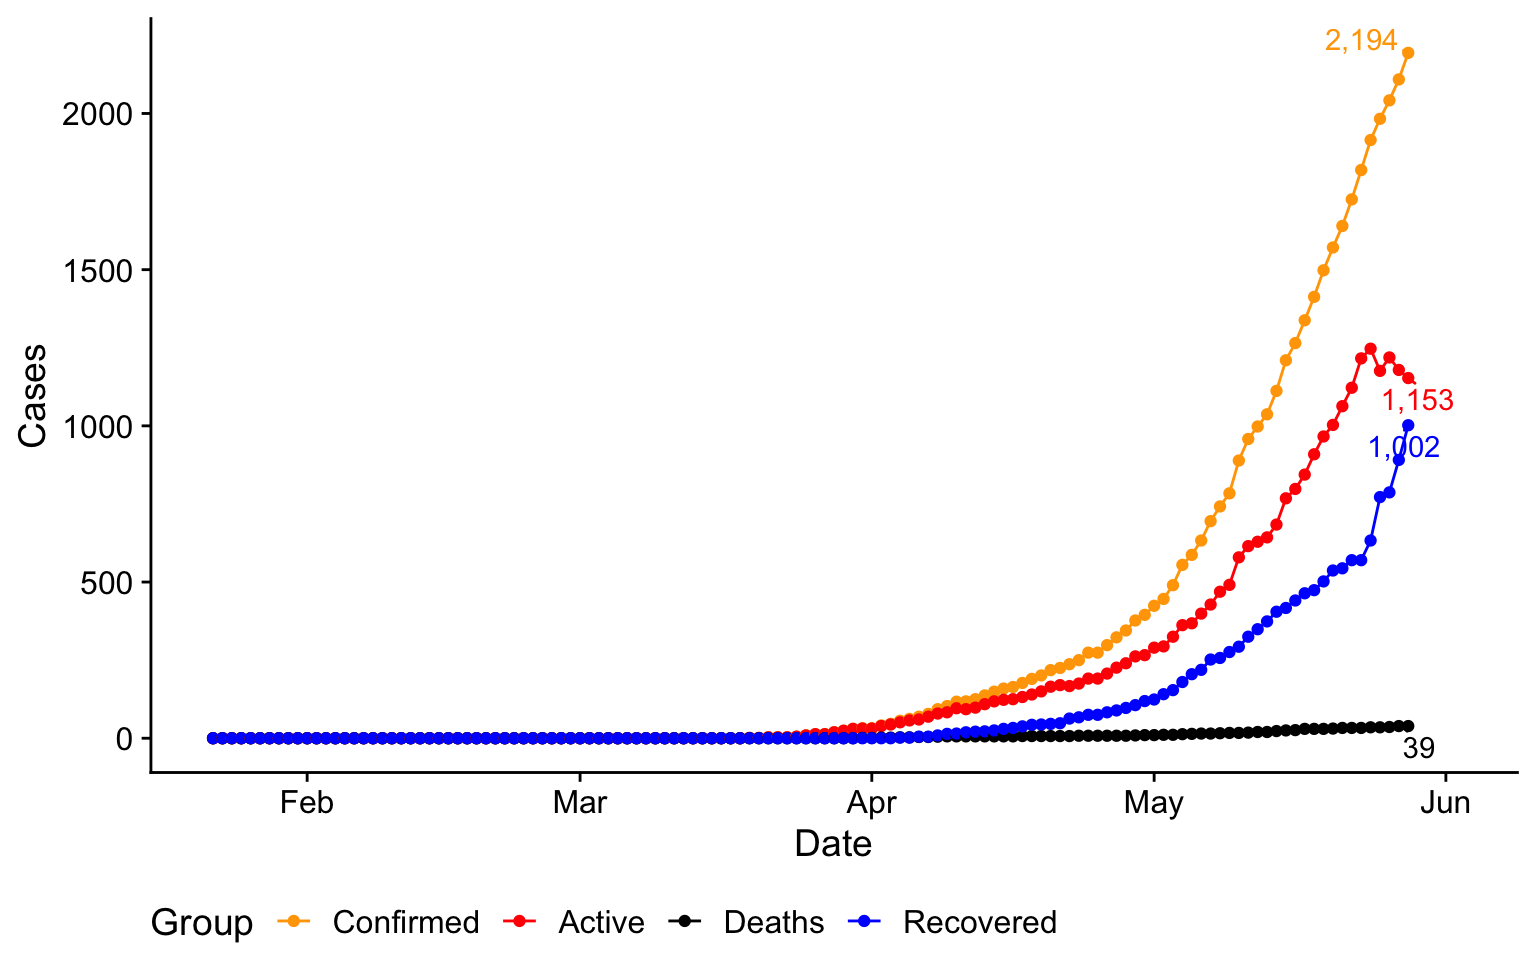 2,194
2000
1500
Cases
1,153
1000
1,002
500
0
39
Feb Mar Apr May Jun
Date
Group Confirmed Active Deaths Recovered